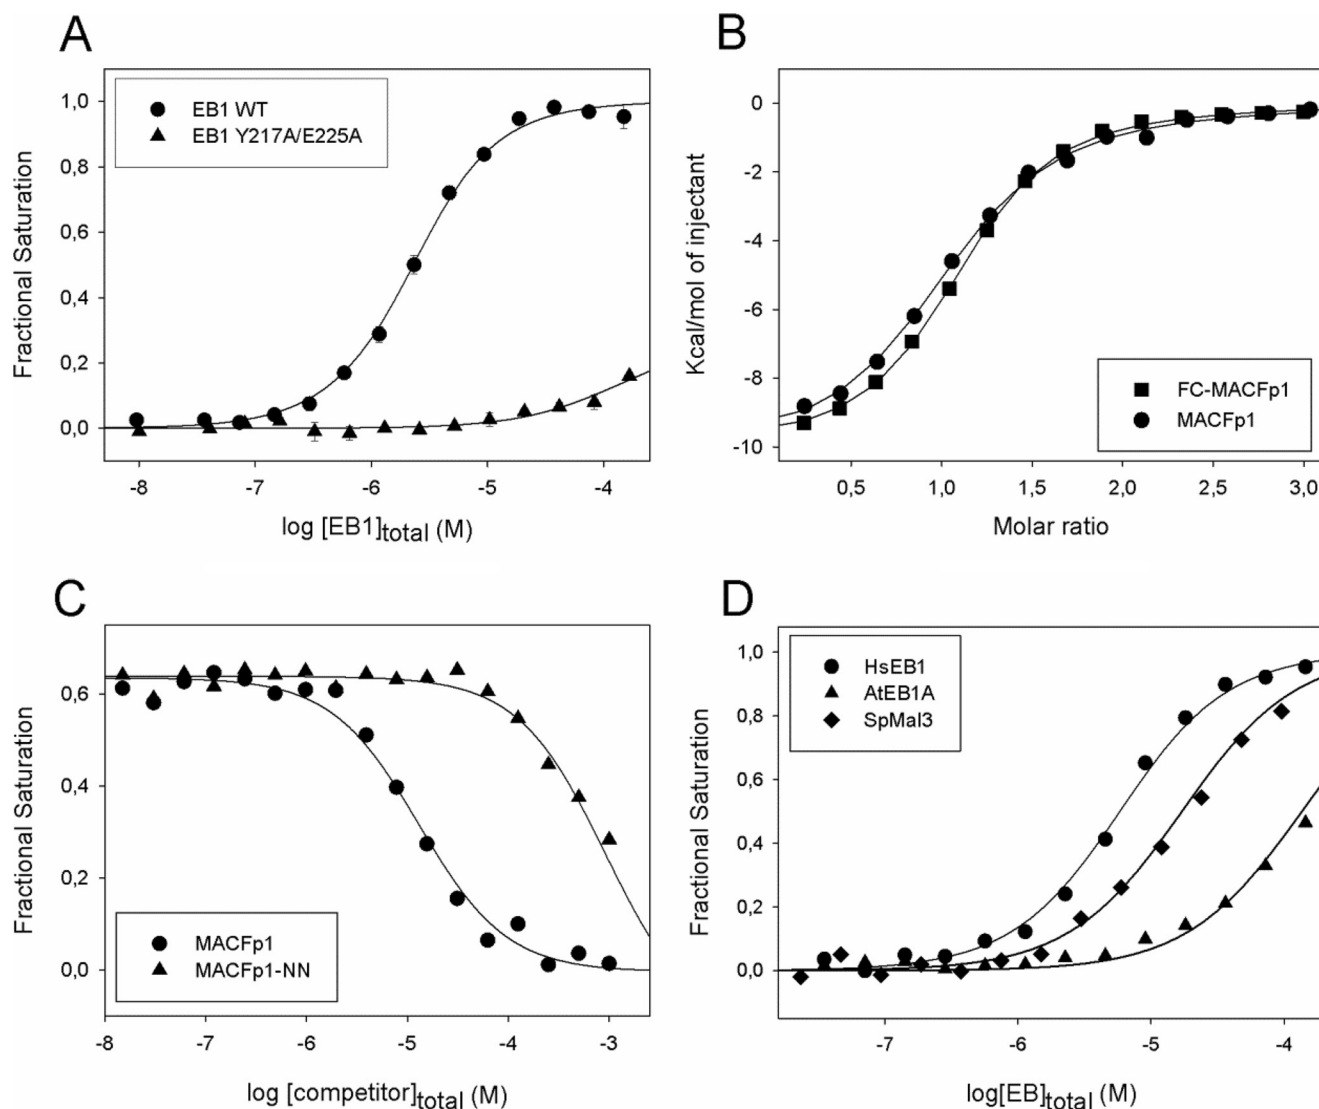 A
EB1 WT
EB1 Y217A/E225A
1,0
0,8
0,6
0,4
0,2
0,0
Fractional Saturation
-8 -7 -6 -5 -4
log [EB1]total (M)
B
0
-2
-4
-6
-8
-10
Kcal/mol of injectant
FC-MACFp1
MACFp1
0,5 1,0 1,5 2,0 2,5 3,0
Molar ratio
C
0,6
0,4
0,2
0,0
Fractional Saturation
MACFp1
MACFp1-NN
-8 -7 -6 -5 -4 -3
log [competitor]total (M)
D
HsEB1
AtEB1A
SpMal3
1,0
0,8
0,6
0,4
0,2
0,0
Fractional Saturation
-7 -6 -5 -4
log[EB]total (M)